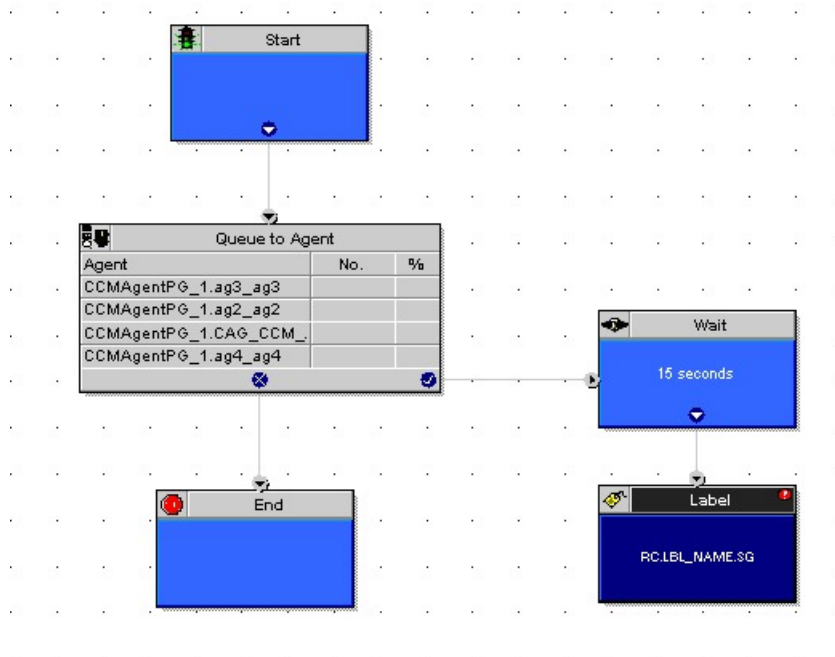 Start
Queue to Agent
Agent No. %
CCMAgentPG_1.ag3_ag3
CCMAgentPG_1.ag2_ag2
CCMAgentPG_1.CAG_CCM_.
CCMAgentPG_1.ag4_ag4
Wait
15 seconds
End
Label
RC.LBL_NAME.SG